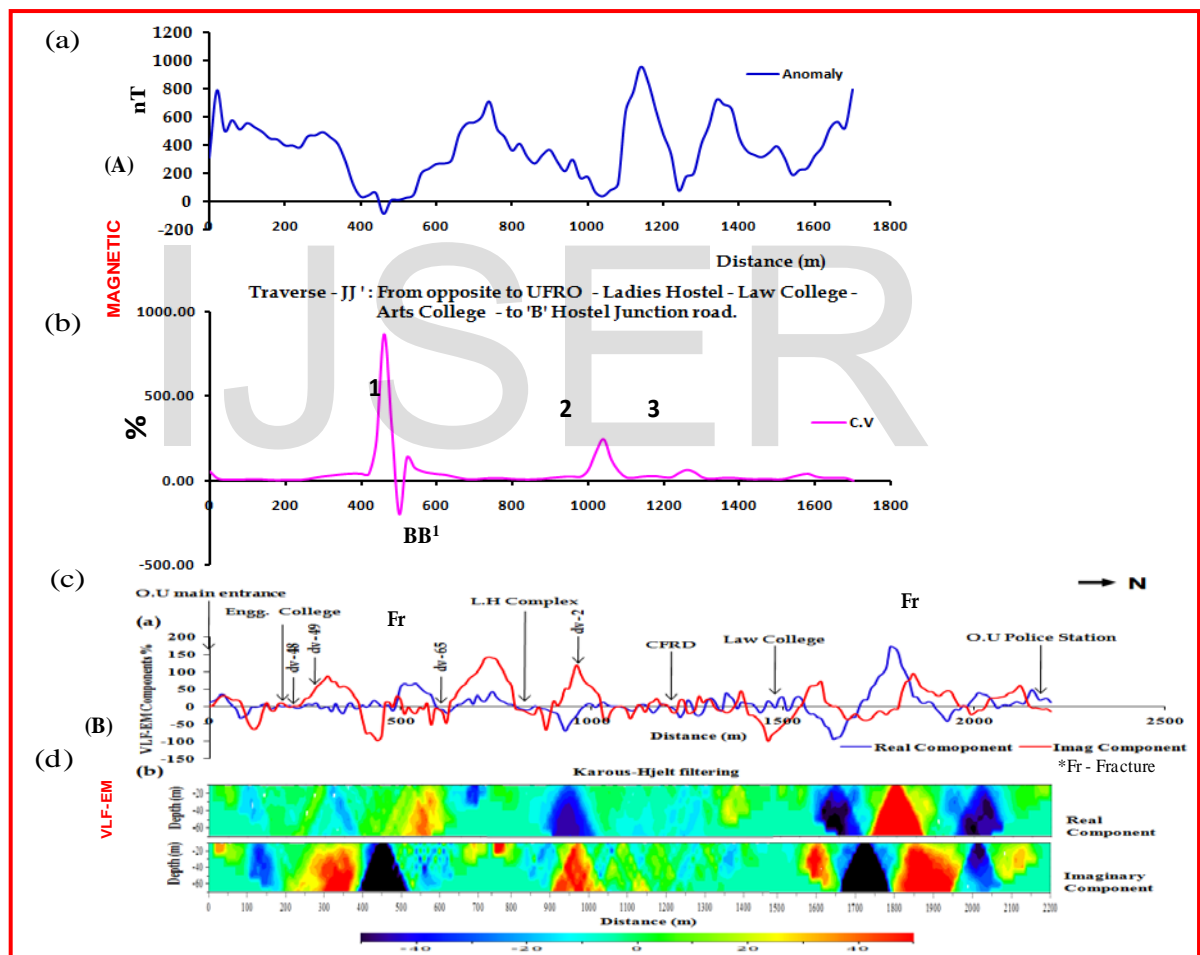 (a)
1200
1000
800
600
400
200
0
-200
nT
Anomaly
(A)
0 200 400 600 800 1000 1200 1400 1600 1800
Distance (m)
MAGNETIC
IJSER
Traverse - JJ ' : From opposite to UFRO - Ladies Hostel - Law College -
Arts College - to 'B' Hostel Junction road.
(b)
1000.00
500.00
0.00
-500.00
%
1
2
3
C.V
0 200 400 600 800 1000 1200 1400 1600 1800
BB1
(c)
N
O.U main entrance
Engg. College
Fr
L.H Complex
Fr
(a)
dv-48
dv-49
dv-65
dv-2
CFRD
Law College
O.U Police Station
200
150
100
50
0
-50
-100
-150
VLF-EM Components %
0 500 1000 1500 2000 2500
(B)
Distance (m)
Real Comoponent
Imag Component
*Fr - Fracture
(d)
(b)
Karous-Hjelt filtering
VLF-EM
Depth (m)
-20
-60
Real
Component
Depth (m)
-20
-60
Imaginary
Component
0 100 200 300 400 500 600 700 800 900 1000 1100 1200 1300 1400 1500 1600 1700 1800 1900 2000 2100 2200
Distance (m)
-40 -20 0 20 40